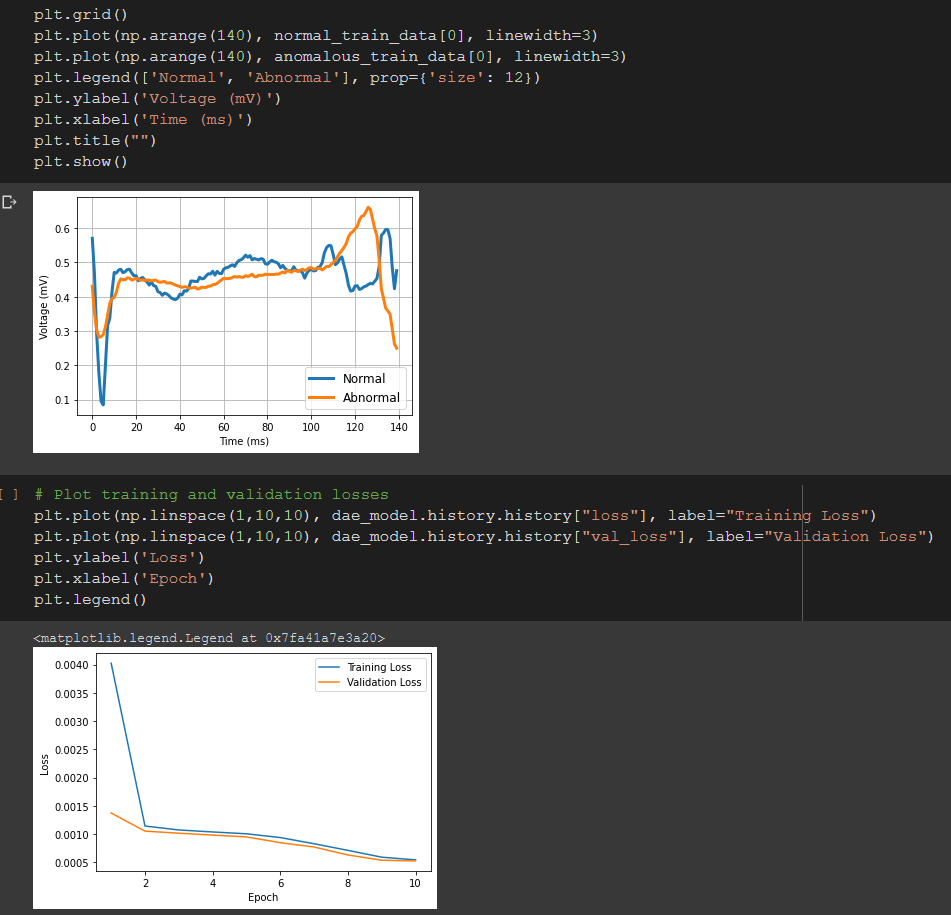 plt.grid()
plt.plot(np.arange(140), normal_train_data[0], linewidth=3)
plt.plot(np.arange(140), anomalous_train_data[0], linewidth=3)
plt.legend(['Normal', 'Abnormal'], prop={'size': 12})
plt.ylabel('Voltage (mV)')
plt.xlabel('Time (ms)')
plt.title("")
plt.show()
0.6
0.5
0.4
0.3
0.2
0.1
Voltage (mV)
Normal
Abnormal
0 20 40 60 80 100 120 140
Time (ms)
[ ] # Plot training and validation losses
plt.plot(np.linspace(1,10,10), dae_model.history.history["loss"], label="Training Loss")
plt.plot(np.linspace(1,10,10), dae_model.history.history["val_loss"], label="Validation Loss")
plt.ylabel('Loss')
plt.xlabel('Epoch')
plt.legend()
<matplotlib.legend.Legend at 0x7fa41a7e3a20>
0.0040
0.0035
0.0030
0.0025
0.0020
0.0015
0.0010
0.0005
Loss
Training Loss
Validation Loss
2 4 6 8 10
Epoch